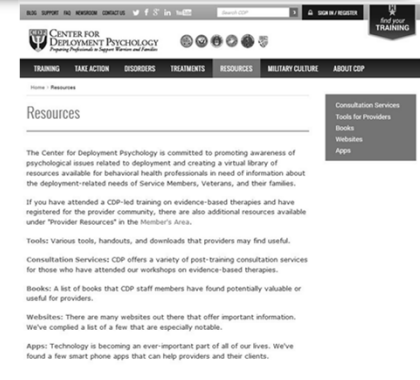 BLOG SUPPORT FAQ NEWSROOM CONTACT US
Search CDP
SIGN IN / REGISTER
find your
TRAINING
CENTER FOR
DEPLOYMENT PSYCHOLOGY
Preparing Professionals to Support Warriors and Families
TRAINING TAKE ACTION DISORDERS TREATMENTS RESOURCES MILITARY CULTURE ABOUT CDP
Home › Resources
Resources
Consultation Services
Tools for Providers
Books
Websites
Apps
The Center for Deployment Psychology is committed to promoting awareness of
psychological issues related to deployment and creating a virtual library of
resources available for behavioral health professionals in need of information about
the deployment-related needs of Service Members, Veterans, and their families.
If you have attended a CDP-led training on evidence-based therapies and have
registered for the provider community, there are also additional resources available
under "Provider Resources" in the Member's Area.
Tools: Various tools, handouts, and downloads that providers may find useful.
Consultation Services: CDP offers a variety of post-training consultation services
for those who have attended our workshops on evidence-based therapies.
Books: A list of books that CDP staff members have found potentially valuable or
useful for providers.
Websites: There are many websites out there that offer important information.
We've complied a list of a few that are especially notable.
Apps: Technology is becoming an ever-important part of all of our lives. We've
found a few smart phone apps that can help providers and their clients.